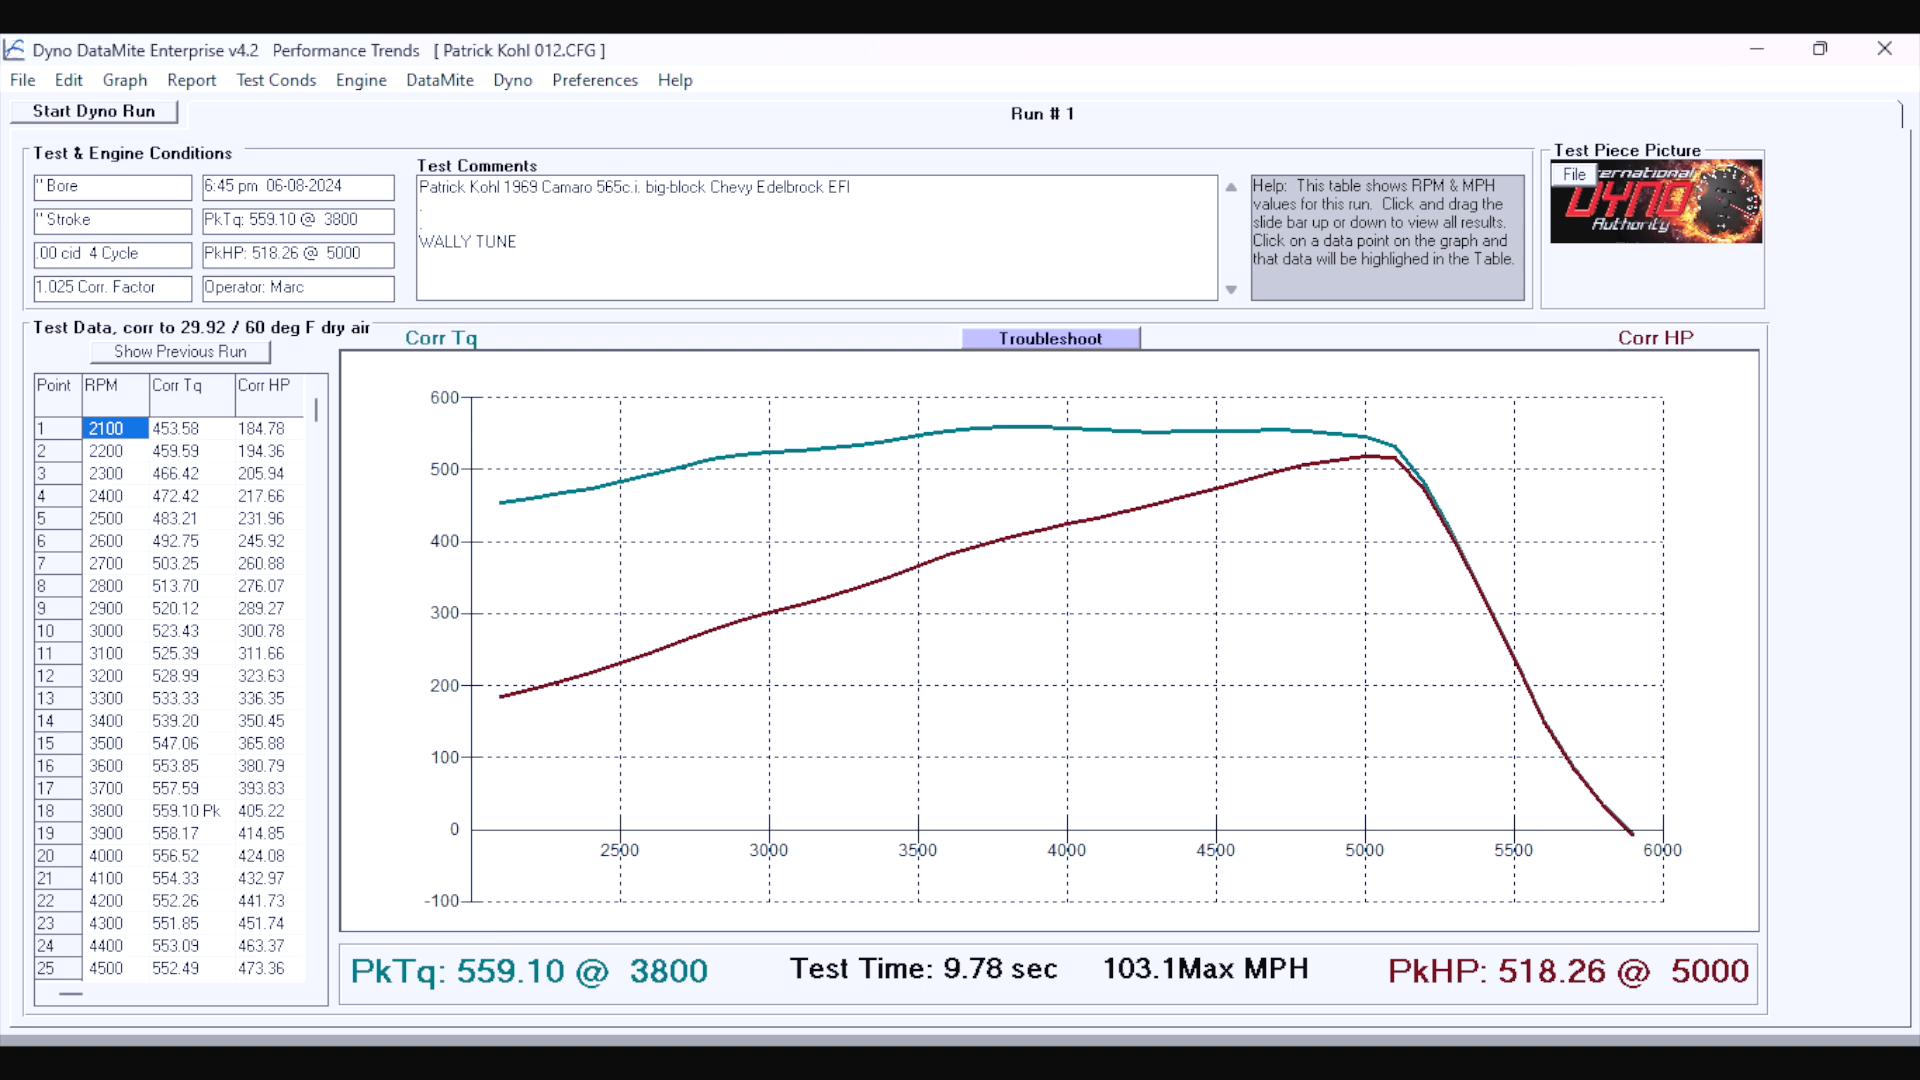 Dyno DataMite Enterprise v4.2   Performance Trends   [ Patrick Kohl 012.CFG ]
File Edit Graph Report Test Conds Engine DataMite Dyno Preferences Help
Start Dyno Run
Run # 1
Test & Engine Conditions
" Bore
6:45 pm 06-08-2024
" Stroke
PkTq: 559.10 @ 3800
.00 cid 4 Cycle
PkHP: 518.26 @ 5000
1.025 Corr. Factor
Operator: Marc
Test Comments
Patrick Kohl 1969 Camaro 565c.i. big-block Chevy Edelbrock EFI
.
.
WALLY TUNE
Help: This table shows RPM & MPH
values for this run. Click and drag the
slide bar up or down to view all results.
Click on a data point on the graph and
that data will be highlighed in the Table.
Test Piece Picture
File
ernational
DYNO
Authority
Test Data, corr to 29.92 / 60 deg F dry air
Show Previous Run
Point RPM Corr Tq Corr HP
1 2100 453.58 184.78
2 2200 459.59 194.36
3 2300 466.42 205.94
4 2400 472.42 217.66
5 2500 483.21 231.96
6 2600 492.75 245.92
7 2700 503.25 260.88
8 2800 513.70 276.07
9 2900 520.12 289.27
10 3000 523.43 300.78
11 3100 525.39 311.66
12 3200 528.99 323.63
13 3300 533.33 336.35
14 3400 539.20 350.45
15 3500 547.06 365.88
16 3600 553.85 380.79
17 3700 557.59 393.83
18 3800 559.10 Pk 405.22
19 3900 558.17 414.85
20 4000 556.52 424.08
21 4100 554.33 432.97
22 4200 552.26 441.73
23 4300 551.85 451.74
24 4400 553.09 463.37
25 4500 552.49 473.36
Corr Tq
Troubleshoot
Corr HP
600
500
400
300
200
100
0
-100
2500 3000 3500 4000 4500 5000 5500 6000
PkTq: 559.10 @ 3800
Test Time: 9.78 sec
103.1Max MPH
PkHP: 518.26 @ 5000